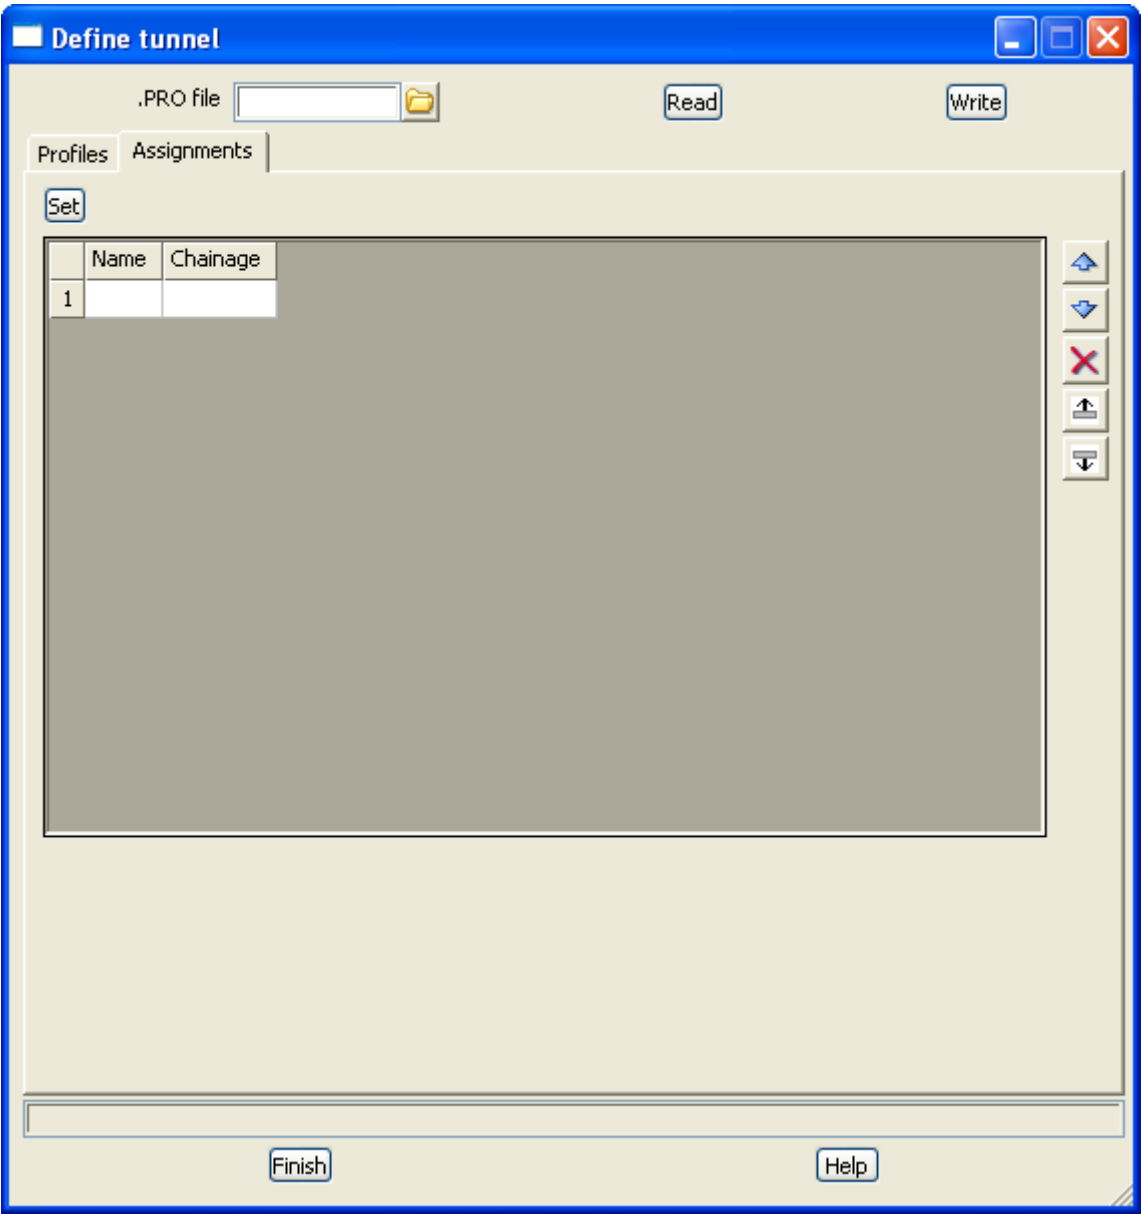 Define tunnel
.PRO file Read Write
Profiles Assignments
Set
Name Chainage
1
Finish Help